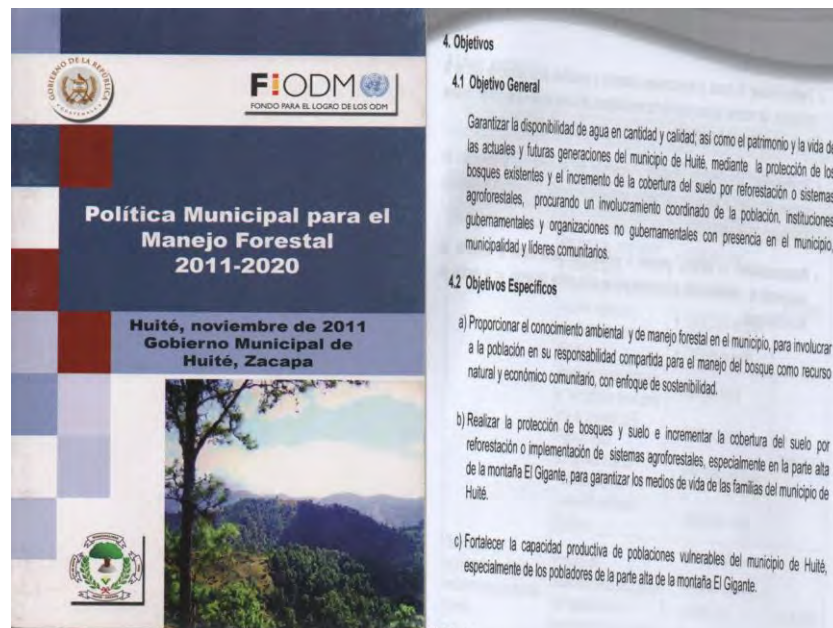 GOBIERNO DE LA REPÚBLICA
GUATEMALA
FiODM
FONDO PARA EL LOGRO DE LOS ODM
Política Municipal para el
Manejo Forestal
2011-2020
Huité, noviembre de 2011
Gobierno Municipal de
Huité, Zacapa
4. Objetivos
4.1 Objetivo General
Garantizar la disponibilidad de agua en cantidad y calidad; así como el patrimonio y la vida de
las actuales y futuras generaciones del municipio de Huité, mediante la protección de los
bosques existentes y el incremento de la cobertura del suelo por reforestación o sistemas
agroforestales, procurando un involucramiento coordinado de la población, instituciones
gubernamentales y organizaciones no gubernamentales con presencia en el municipio,
municipalidad y líderes comunitarios.
4.2 Objetivos Específicos
a) Proporcionar el conocimiento ambiental y de manejo forestal en el municipio, para involucrar
a la población en su responsabilidad compartida para el manejo del bosque como recurso
natural y económico comunitario, con enfoque de sostenibilidad.
b) Realizar la protección de bosques y suelo e incrementar la cobertura del suelo por
reforestación o implementación de sistemas agroforestales, especialmente en la parte alta
de la montaña El Gigante, para garantizar los medios de vida de las familias del municipio de
Huité.
c) Fortalecer la capacidad productiva de poblaciones vulnerables del municipio de Huité,
especialmente de los pobladores de la parte alta de la montaña El Gigante.